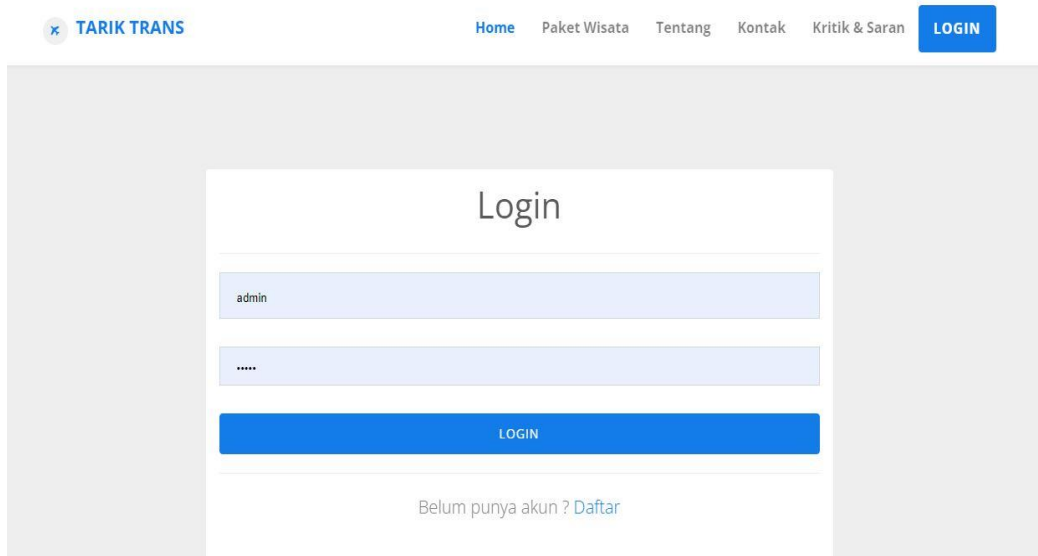 TARIK TRANS
Home Paket Wisata Tentang Kontak Kritik & Saran LOGIN
Login
admin
•••••
LOGIN
Belum punya akun ? Daftar